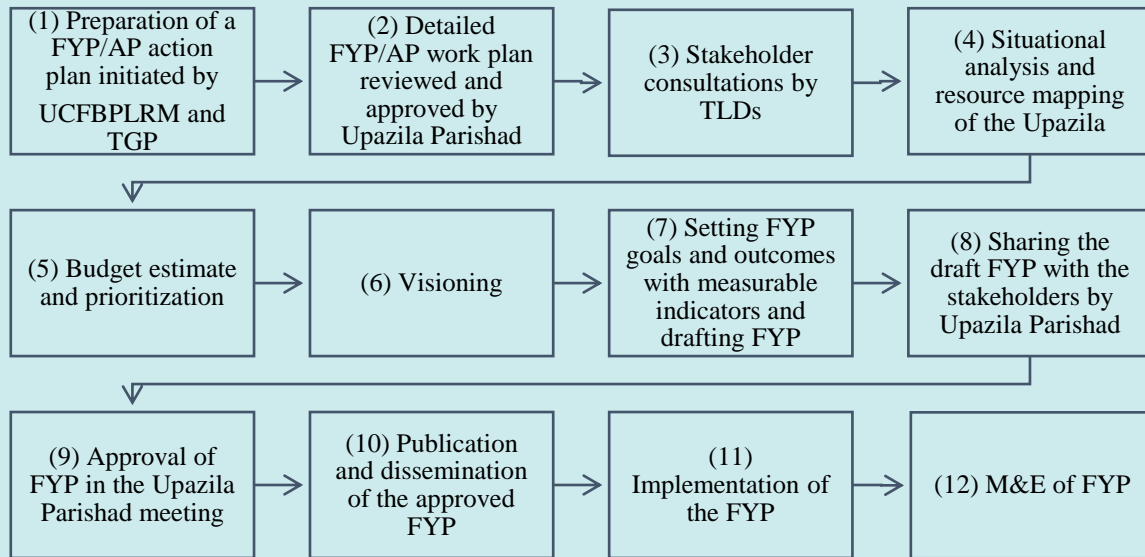 (1) Preparation of a
FYP/AP action
plan initiated by
UCFBPLRM and
TGP
(2) Detailed
FYP/AP work plan
reviewed and
approved by
Upazila Parishad
(3) Stakeholder
consultations by
TLDs
(4) Situational
analysis and
resource mapping
of the Upazila
(5) Budget estimate
and prioritization
(6) Visioning
(7) Setting FYP
goals and outcomes
with measurable
indicators and
drafting FYP
(8) Sharing the
draft FYP with the
stakeholders by
Upazila Parishad
(9) Approval of
FYP in the Upazila
Parishad meeting
(10) Publication
and dissemination
of the approved
FYP
(11)
Implementation of
the FYP
(12) M&E of FYP